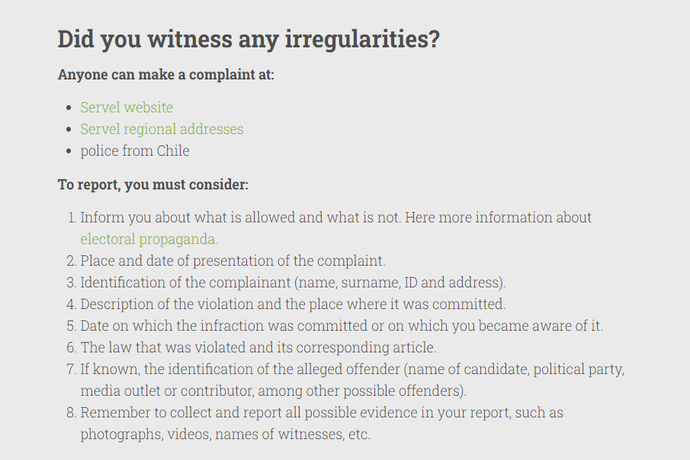 Did you witness any irregularities?
Anyone can make a complaint at:
• Servel website
• Servel regional addresses
• police from Chile
To report, you must consider:
1. Inform you about what is allowed and what is not. Here more information about
electoral propaganda.
2. Place and date of presentation of the complaint.
3. Identification of the complainant (name, surname, ID and address).
4. Description of the violation and the place where it was committed.
5. Date on which the infraction was committed or on which you became aware of it.
6. The law that was violated and its corresponding article.
7. If known, the identification of the alleged offender (name of candidate, political party,
media outlet or contributor, among other possible offenders).
8. Remember to collect and report all possible evidence in your report, such as
photographs, videos, names of witnesses, etc.